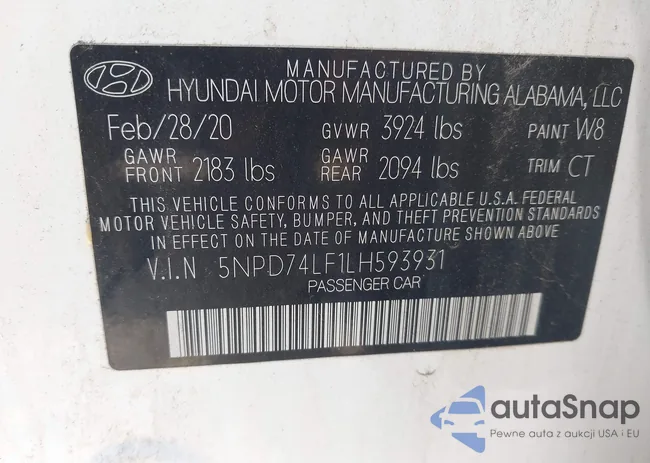 MANUFACTURED BY
HYUNDAI MOTOR MANUFACTURING ALABAMA, LLC
Feb/28/20 GVWR 3924 lbs PAINT W8
GAWR FRONT 2183 lbs GAWR REAR 2094 lbs TRIM CT
THIS VEHICLE CONFORMS TO ALL APPLICABLE U.S.A. FEDERAL
MOTOR VEHICLE SAFETY, BUMPER, AND THEFT PREVENTION STANDARDS
IN EFFECT ON THE DATE OF MANUFACTURE SHOWN ABOVE
V.I.N 5NPD74LF1LH593931
PASSENGER CAR
autaSnap
Pewne auta z aukcji USA i EU